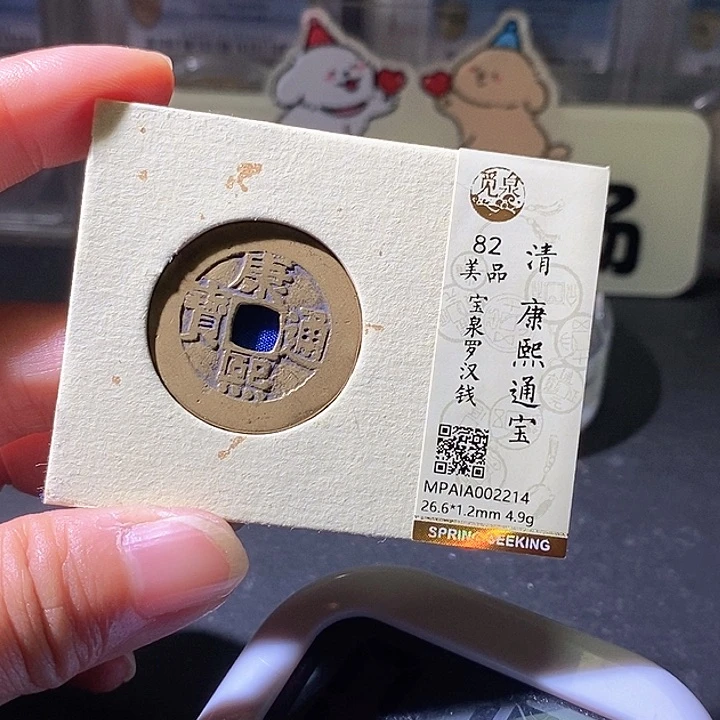 康熙通寶
觅泉
清 康熙通宝
82
美品
宝泉罗汉钱
MPAIA002214
26.6*1.2mm 4.9g
SPRING SEEKING